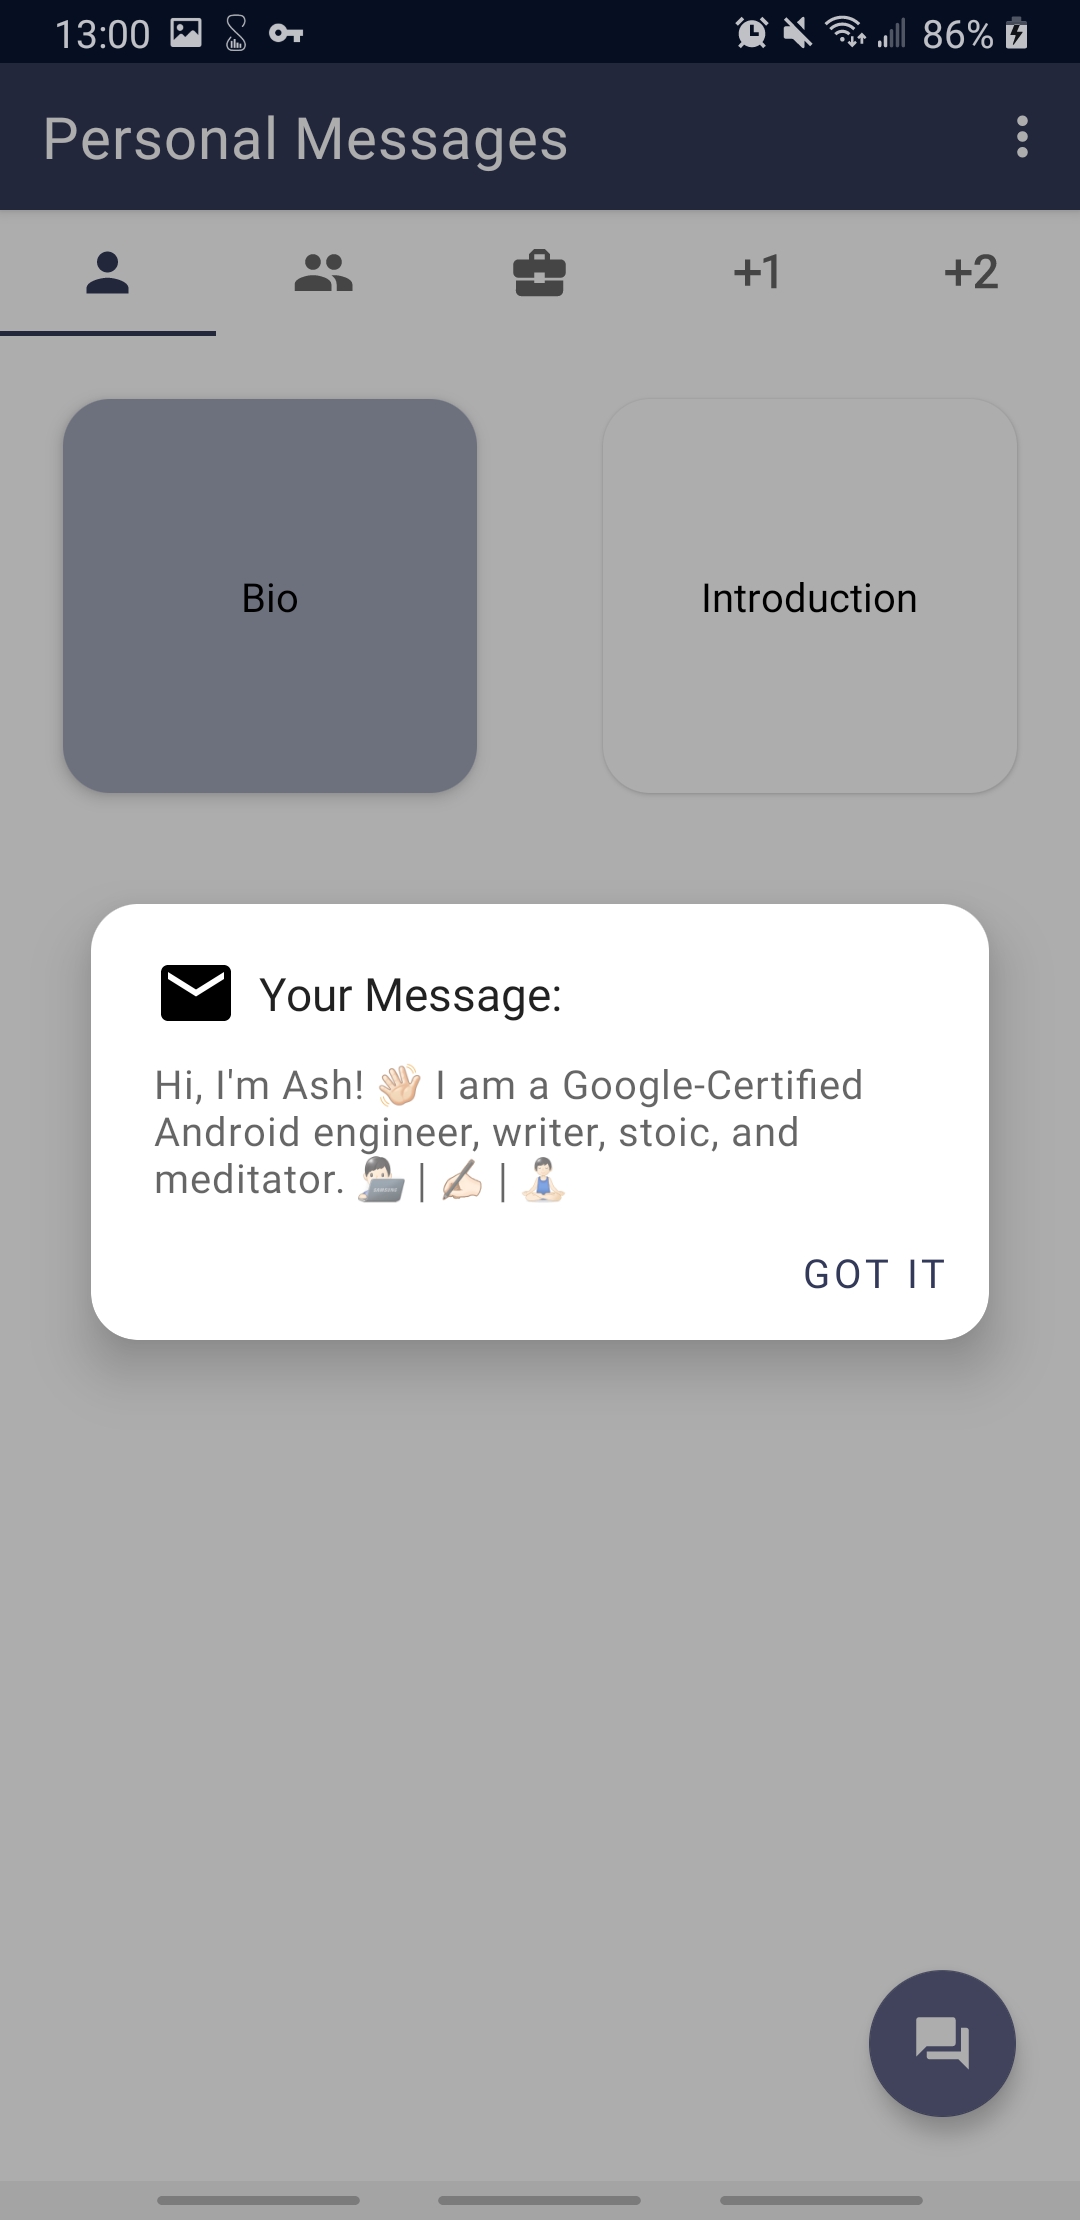 13:00 86%
Personal Messages
+1 +2
Bio Introduction
Your Message:
Hi, I'm Ash! 👋🏻 I am a Google-Certified
Android engineer, writer, stoic, and
meditator. 👨🏻‍💻 | ✍🏻 | 🧘🏻‍♂️
GOT IT